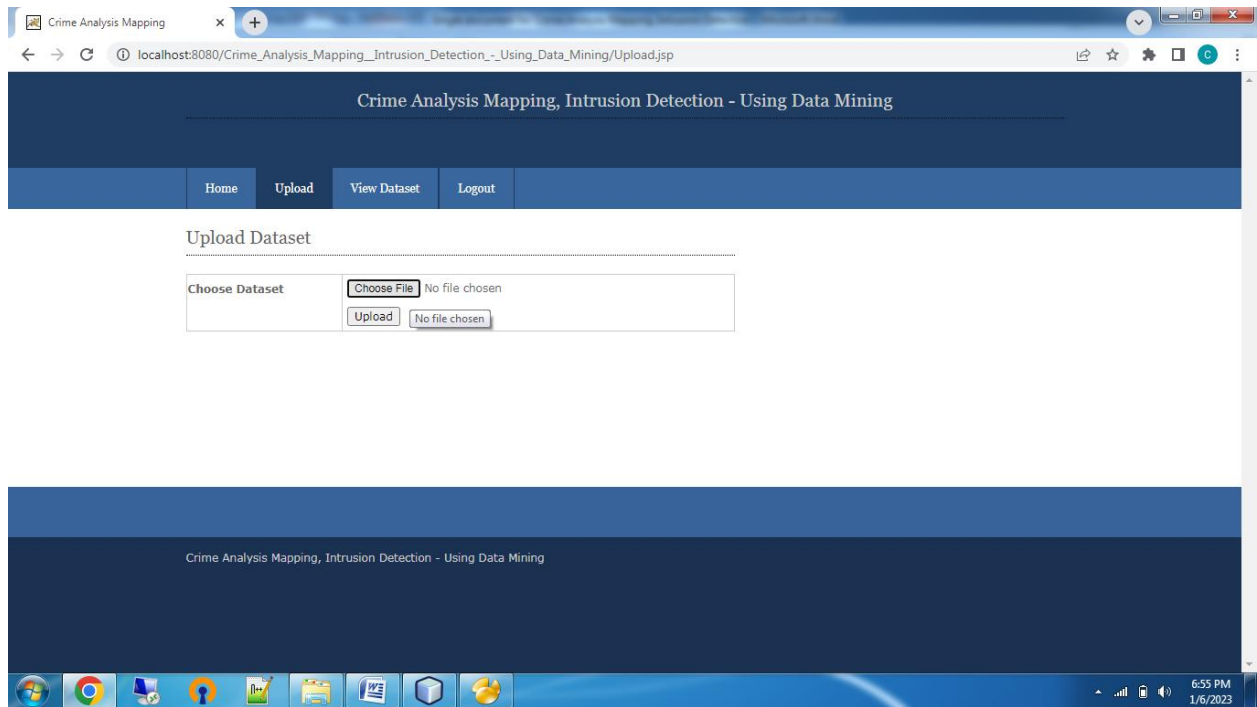 Crime Analysis Mapping
localhost:8080/Crime_Analysis_Mapping__Intrusion_Detection_-_Using_Data_Mining/Upload.jsp
C
Crime Analysis Mapping, Intrusion Detection - Using Data Mining
Home Upload View Dataset Logout
Upload Dataset
Choose Dataset Choose File No file chosen
Upload No file chosen
Crime Analysis Mapping, Intrusion Detection - Using Data Mining
6:55 PM
1/6/2023